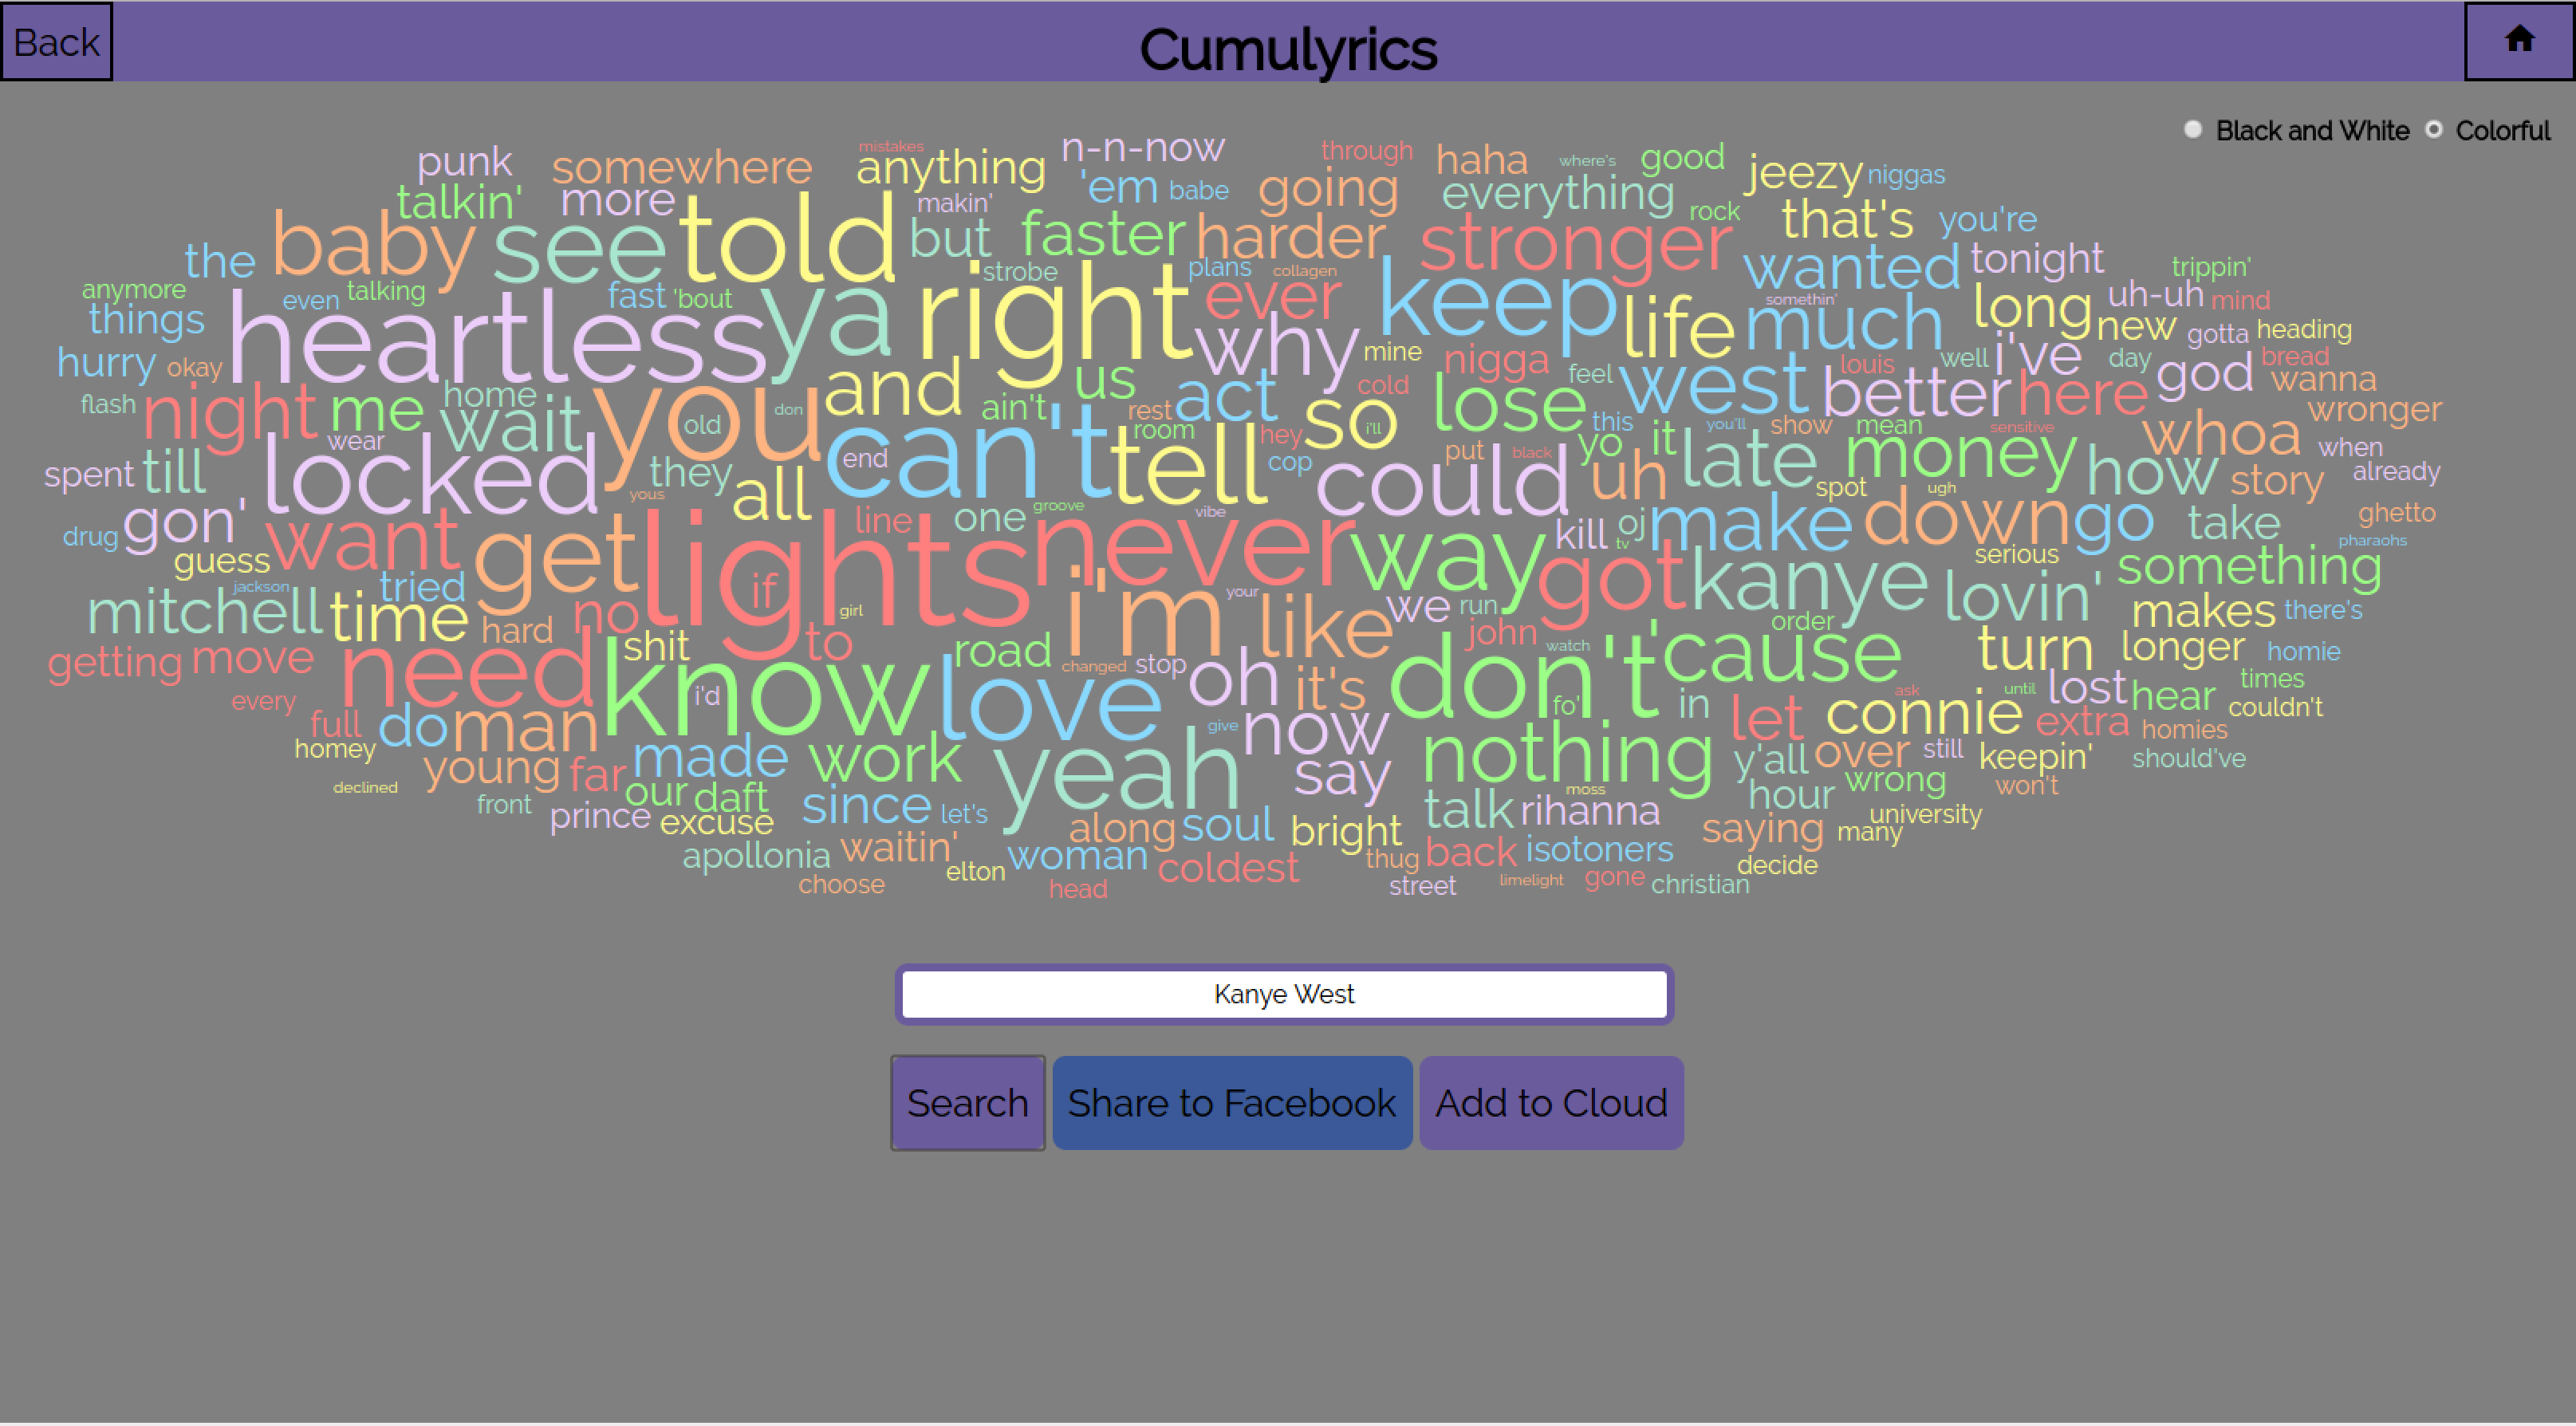 Back
Cumulyrics
Black and White Colorful
mistakes n-n-now through where's
punk somewhere anything haha good jeezy niggas
talkin' more makin' 'em babe going everything rock that's you're
baby see told but faster harder stronger
the strobe plans collagen wanted tonight trippin'
anymore even talking fast 'bout ya right ever keep somethin' long uh-uh mind
things heartless why life much new gotta heading
hurry okay mine nigga feel louis well i've day god bread
flash night me home wait you and us act cold lose west better here wanna
old don ain't rest so this you'll show mean sensitive whoa wronger
wear can't room hey i'll yo it when
spent till locked they end tell cop could put black uh late money how story already
yous all groove vibe spot ugh
drug gon' want get line one kill oj make down go take ghetto
guess lights never way tv serious pharaohs
jackson tried if i'm your got kanye lovin' something
mitchell time hard no girl like we run makes there's
getting move need shit to road john order 'cause turn longer homie
know changed stop oh it's don't watch
every i'd love fo' in ask until lost hear times
full do man give now let connie extra homies couldn't
homey made work yeah nothing y'all over still keepin' should've
declined young far say wrong won't
front prince our daft since let's moss talk rihanna hour university
excuse along soul bright saying many
apollonia waitin' woman thug back isotoners
choose elton head coldest street limelight gone christian decide
Kanye West
Search Share to Facebook Add to Cloud